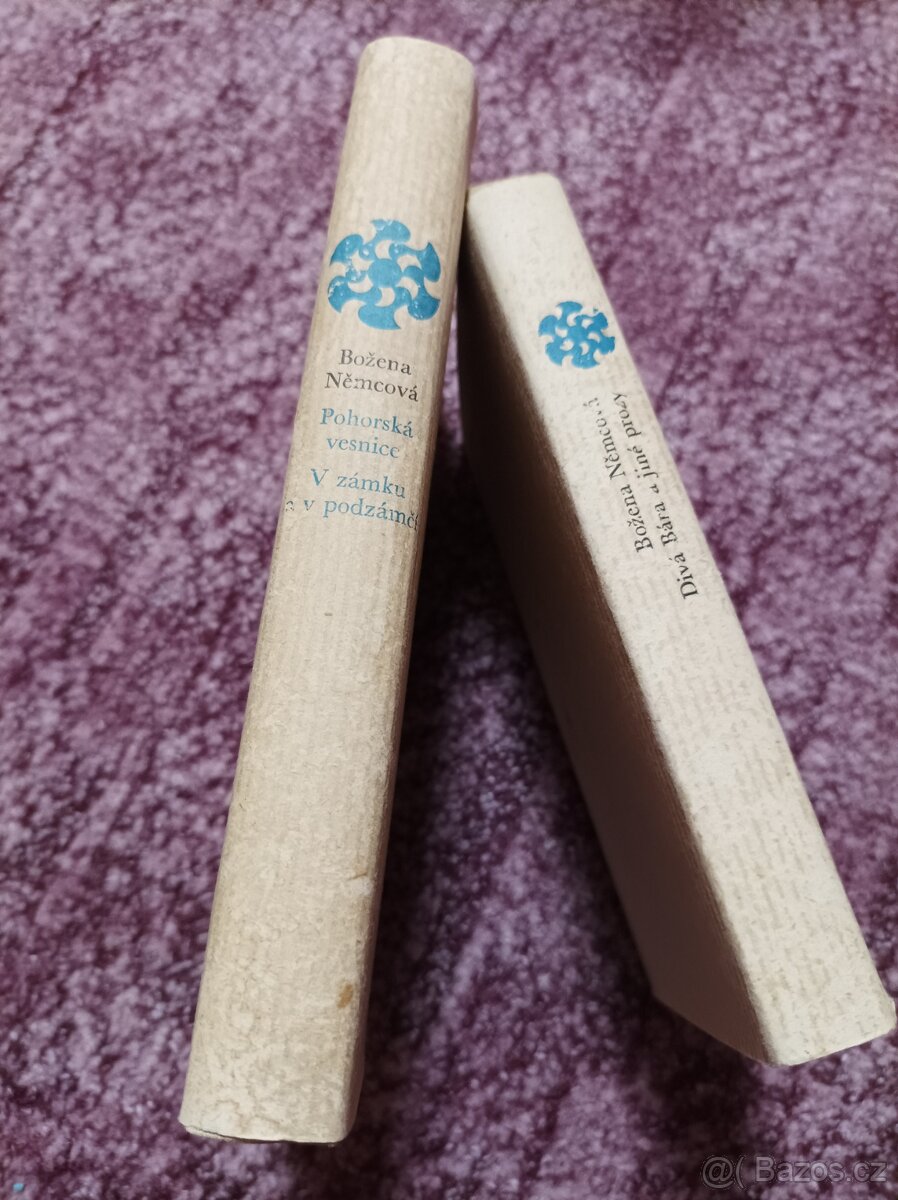 Božena
Němcová
Pohorská
vesnice
V zámku
a v podzámčí
Božena Němcová
Divá Bára a jiné prózy
@( Bazos.cz